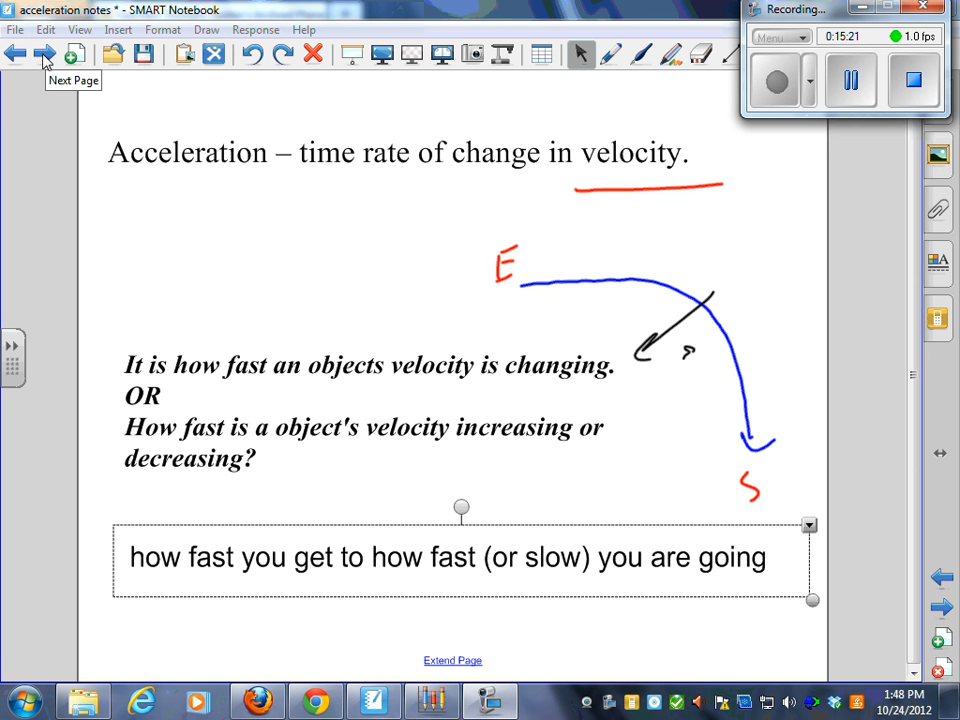 acceleration notes * - SMART Notebook
Recording...
File Edit View Insert Format Draw Response Help
Menu 0:15:21 1.0 fps
Next Page
Acceleration – time rate of change in velocity.
E
It is how fast an objects velocity is changing.
OR
How fast is a object's velocity increasing or
decreasing?
S
how fast you get to how fast (or slow) you are going
Extend Page
1:48 PM
10/24/2012